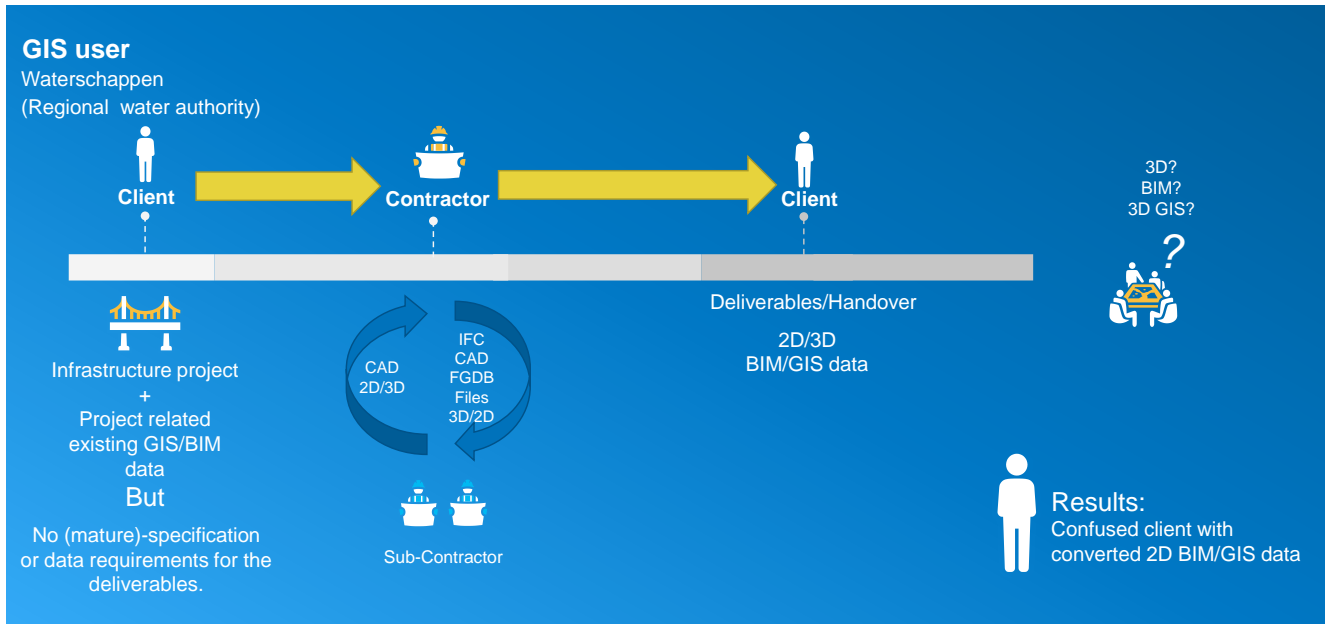 GIS user
Waterschappen
(Regional water authority)
Client
Contractor
Client
3D?
BIM?
3D GIS?
?
Infrastructure project
+
Project related
existing GIS/BIM
data
But
No (mature)-specification
or data requirements for the
deliverables.
CAD
2D/3D
IFC
CAD
FGDB
Files
3D/2D
Sub-Contractor
Deliverables/Handover
2D/3D
BIM/GIS data
Results:
Confused client with
converted 2D BIM/GIS data